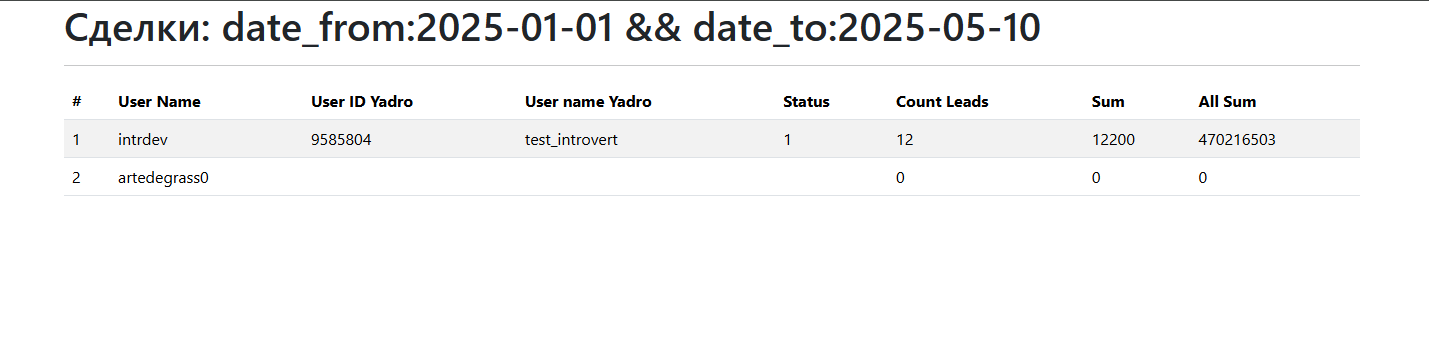 Сделки: date_from:2025-01-01 && date_to:2025-05-10
# User Name User ID Yadro User name Yadro Status Count Leads Sum All Sum
1 intrdev 9585804 test_introvert 1 12 12200 470216503
2 artedegrass0 0 0 0